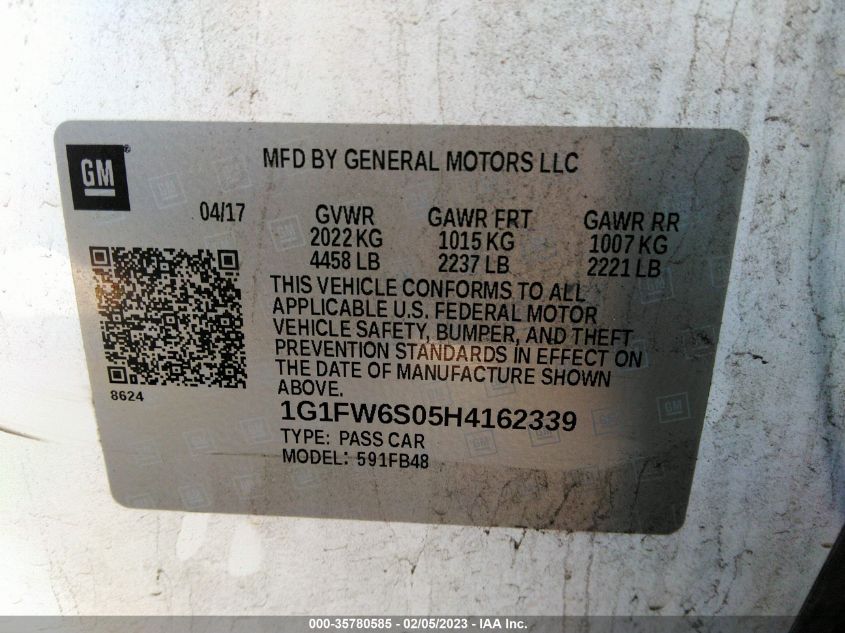 GM
MFD BY GENERAL MOTORS LLC
04/17 GVWR GAWR FRT GAWR RR
2022 KG 1015 KG 1007 KG
4458 LB 2237 LB 2221 LB
THIS VEHICLE CONFORMS TO ALL
APPLICABLE U.S. FEDERAL MOTOR
VEHICLE SAFETY, BUMPER, AND THEFT
PREVENTION STANDARDS IN EFFECT ON
THE DATE OF MANUFACTURE SHOWN
ABOVE.
8624
1G1FW6S05H4162339
TYPE: PASS CAR
MODEL: 591FB48
000-35780585 - 02/05/2023 - IAA Inc.